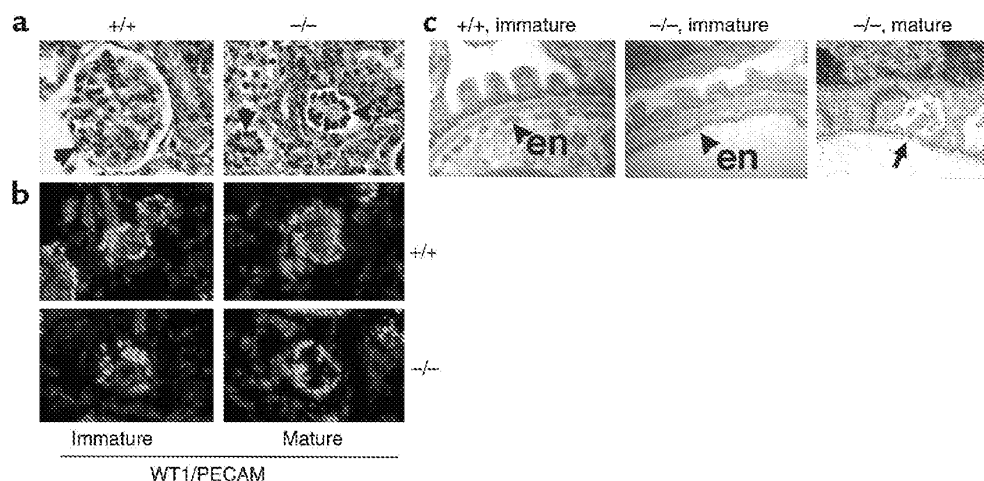 a
+/+
–/–
c
+/+, immature
–/–, immature
–/–, mature
en
en
b
+/+
–/–
Immature
Mature
WT1/PECAM